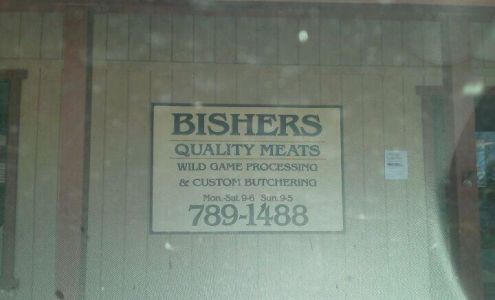 BISHERS
QUALITY MEATS
WILD GAME PROCESSING
& CUSTOM BUTCHERING
Mon.-Sat. 9-6 Sun. 9-5
789-1488